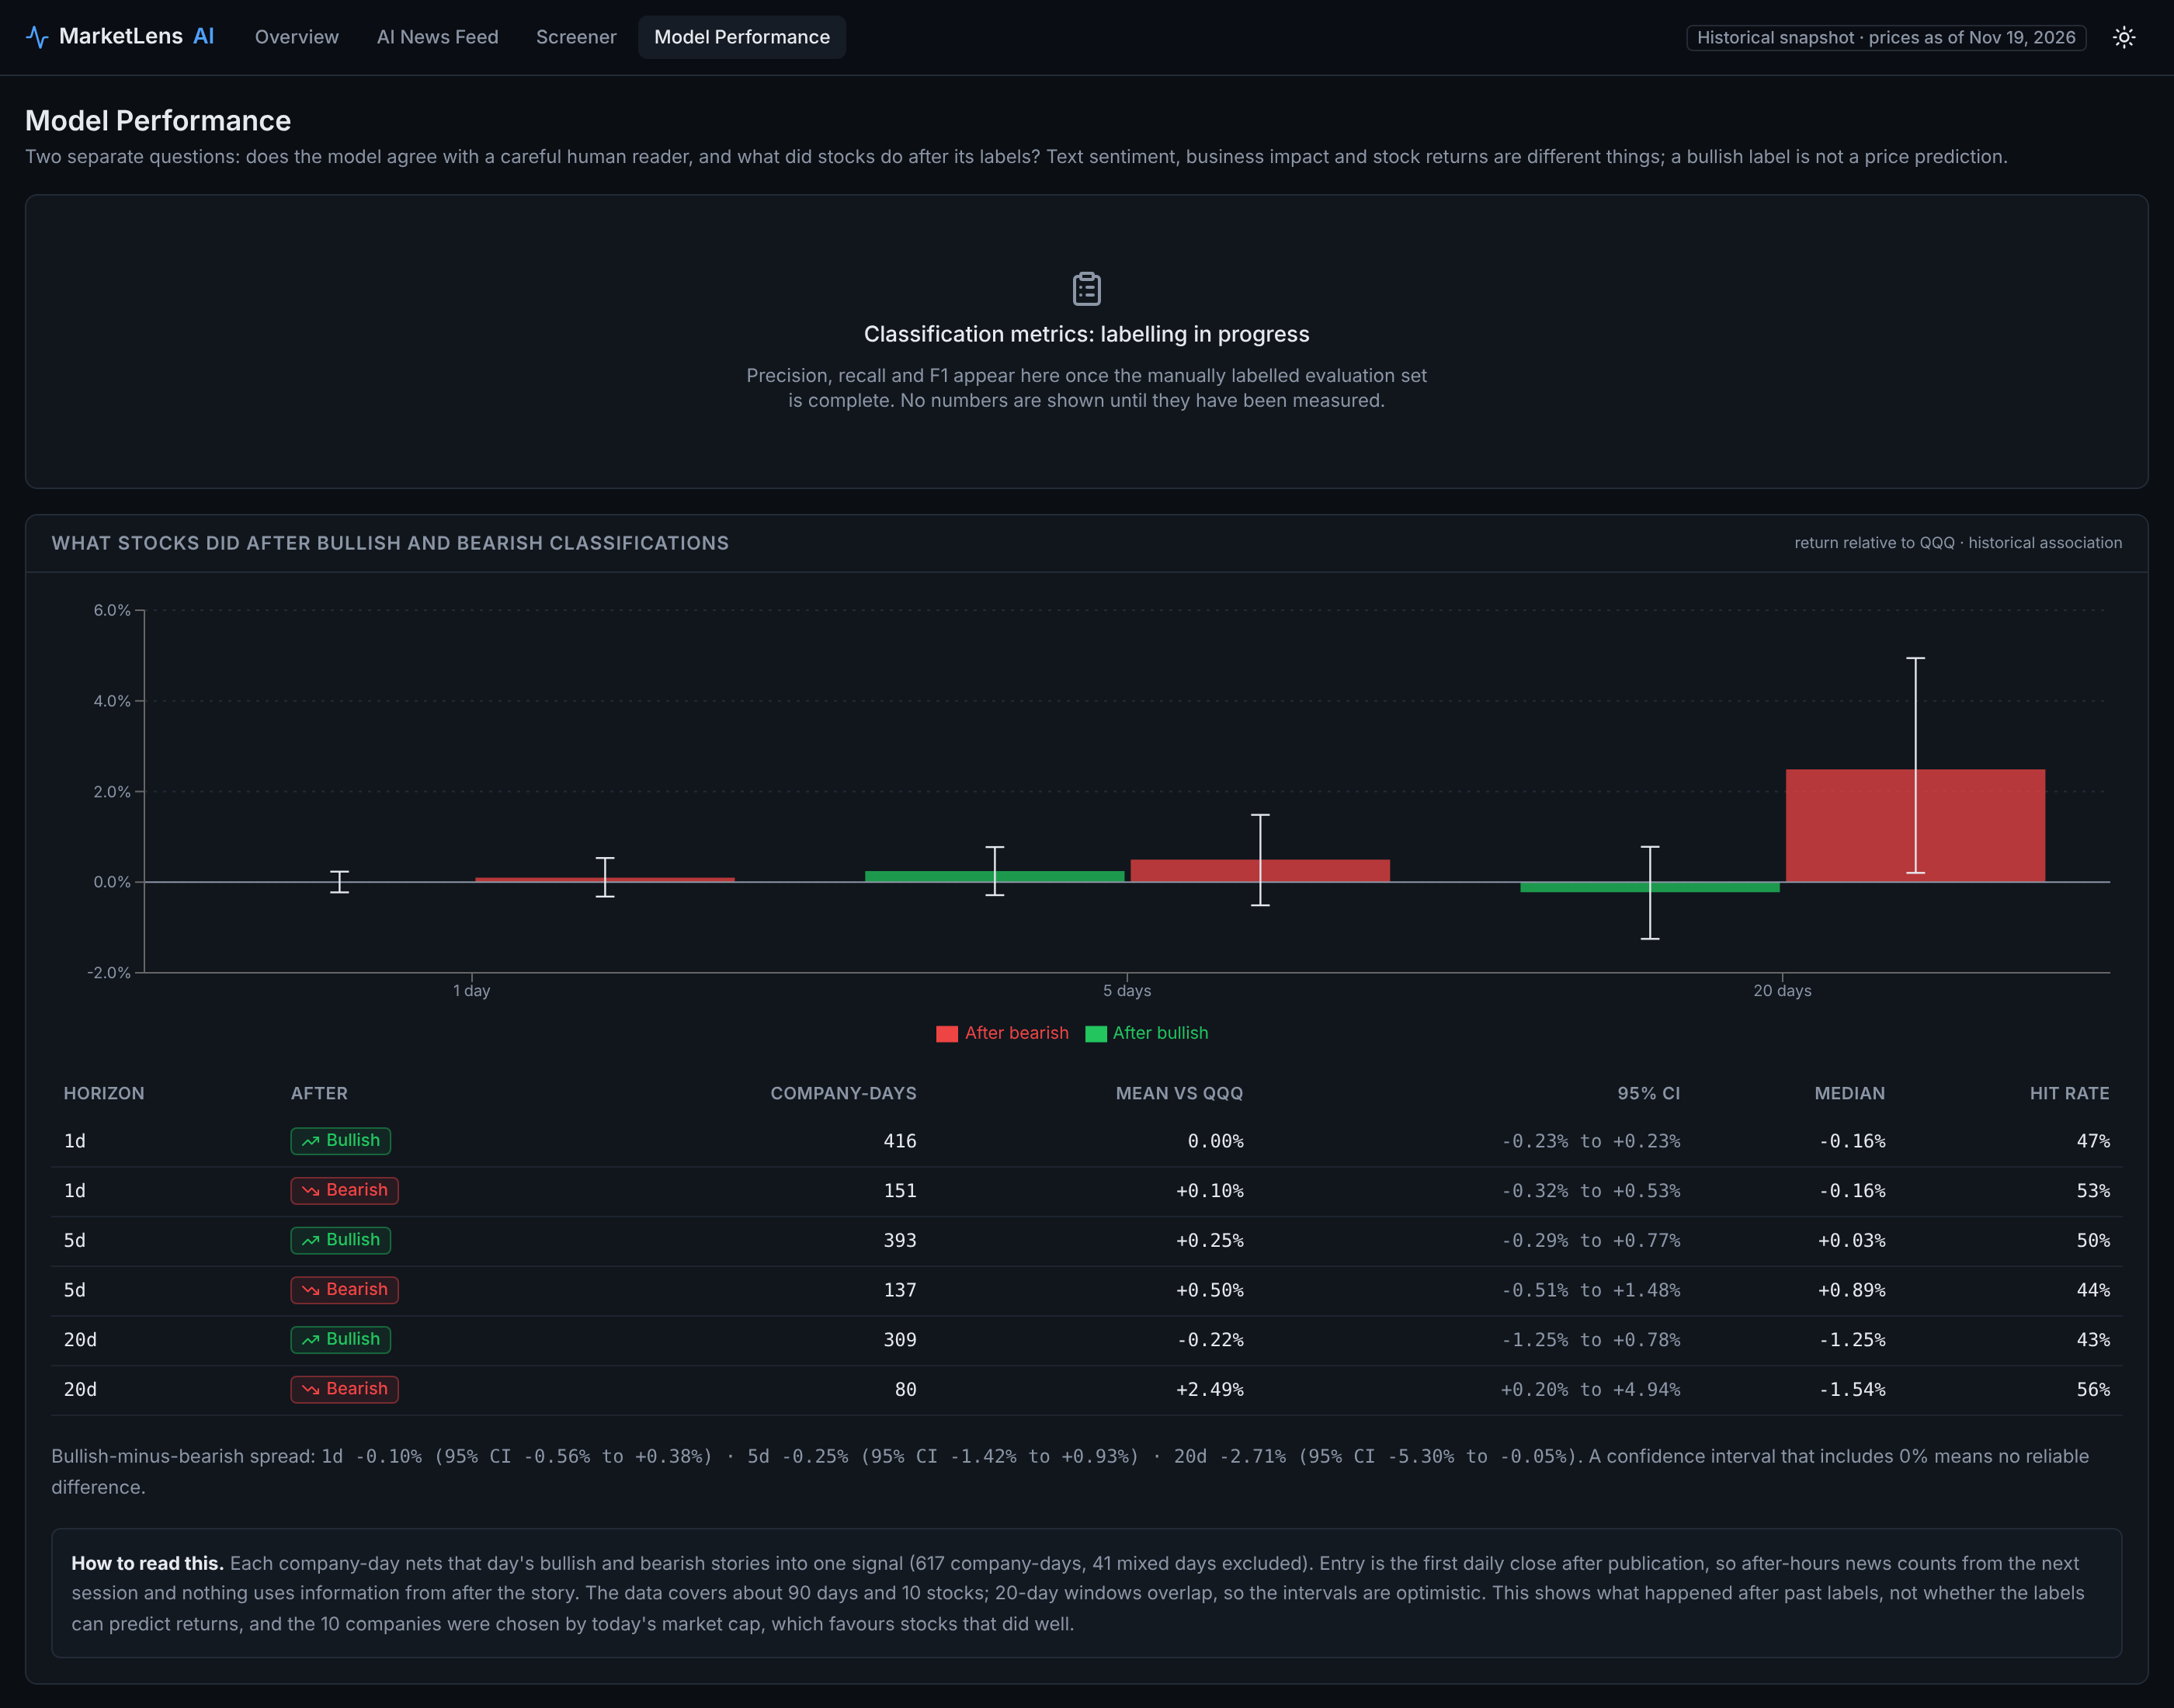 MarketLens AI Overview AI News Feed Screener Model Performance Historical snapshot · prices as of Nov 19, 2026
Model Performance
Two separate questions: does the model agree with a careful human reader, and what did stocks do after its labels? Text sentiment, business impact and stock returns are different things; a bullish label is not a price prediction.
Classification metrics: labelling in progress
Precision, recall and F1 appear here once the manually labelled evaluation set
is complete. No numbers are shown until they have been measured.
WHAT STOCKS DID AFTER BULLISH AND BEARISH CLASSIFICATIONS return relative to QQQ · historical association
6.0%
4.0%
2.0%
0.0%
-2.0%
1 day 5 days 20 days
After bearish After bullish
HORIZON AFTER COMPANY-DAYS MEAN VS QQQ 95% CI MEDIAN HIT RATE
1d Bullish 416 0.00% -0.23% to +0.23% -0.16% 47%
1d Bearish 151 +0.10% -0.32% to +0.53% -0.16% 53%
5d Bullish 393 +0.25% -0.29% to +0.77% +0.03% 50%
5d Bearish 137 +0.50% -0.51% to +1.48% +0.89% 44%
20d Bullish 309 -0.22% -1.25% to +0.78% -1.25% 43%
20d Bearish 80 +2.49% +0.20% to +4.94% -1.54% 56%
Bullish-minus-bearish spread: 1d -0.10% (95% CI -0.56% to +0.38%) · 5d -0.25% (95% CI -1.42% to +0.93%) · 20d -2.71% (95% CI -5.30% to -0.05%). A confidence interval that includes 0% means no reliable
difference.
How to read this. Each company-day nets that day's bullish and bearish stories into one signal (617 company-days, 41 mixed days excluded). Entry is the first daily close after publication, so after-hours news counts from the next
session and nothing uses information from after the story. The data covers about 90 days and 10 stocks; 20-day windows overlap, so the intervals are optimistic. This shows what happened after past labels, not whether the labels
can predict returns, and the 10 companies were chosen by today's market cap, which favours stocks that did well.